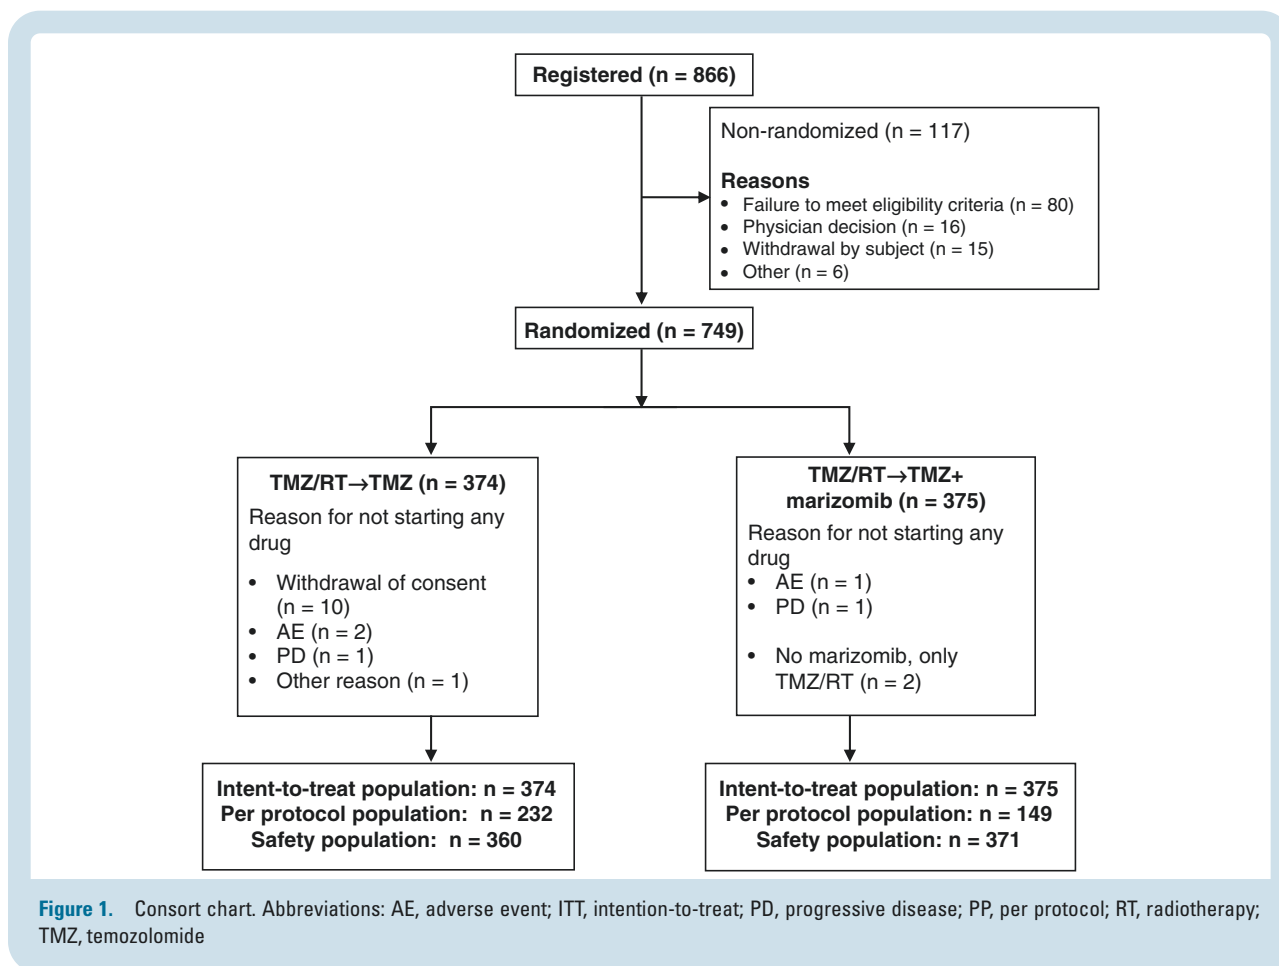 Registered (n = 866)
Non-randomized (n = 117)
Reasons
• Failure to meet eligibility criteria (n = 80)
• Physician decision (n = 16)
• Withdrawal by subject (n = 15)
• Other (n = 6)
Randomized (n = 749)
TMZ/RT→TMZ (n = 374)
Reason for not starting any
drug
• Withdrawal of consent
(n = 10)
• AE (n = 2)
• PD (n = 1)
• Other reason (n = 1)
TMZ/RT→TMZ+
marizomib (n = 375)
Reason for not starting any
drug
• AE (n = 1)
• PD (n = 1)
• No marizomib, only
TMZ/RT (n = 2)
Intent-to-treat population: n = 374
Per protocol population: n = 232
Safety population: n = 360
Intent-to-treat population: n = 375
Per protocol population: n = 149
Safety population: n = 371
Figure 1. Consort chart. Abbreviations: AE, adverse event; ITT, intention-to-treat; PD, progressive disease; PP, per protocol; RT, radiotherapy;
TMZ, temozolomide